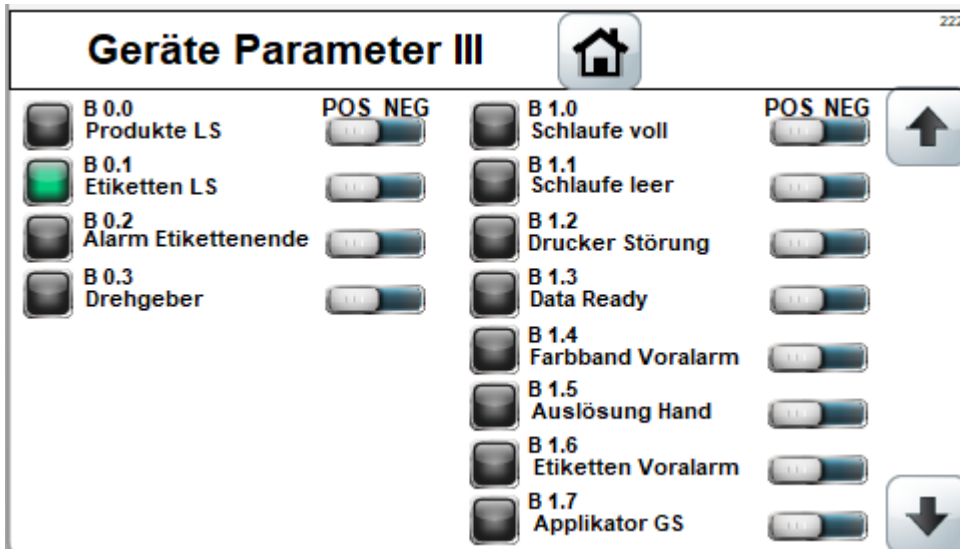 Geräte Parameter III
222
B 0.0
Produkte LS
POS NEG
B 0.1
Etiketten LS
B 0.2
Alarm Etikettenende
B 0.3
Drehgeber
B 1.0
Schlaufe voll
POS NEG
B 1.1
Schlaufe leer
B 1.2
Drucker Störung
B 1.3
Data Ready
B 1.4
Farbband Voralarm
B 1.5
Auslösung Hand
B 1.6
Etiketten Voralarm
B 1.7
Applikator GS